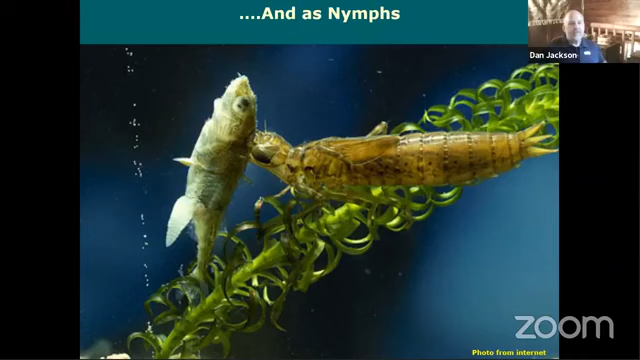 ....And as Nymphs
Dan Jackson
Photo from internet
zoom